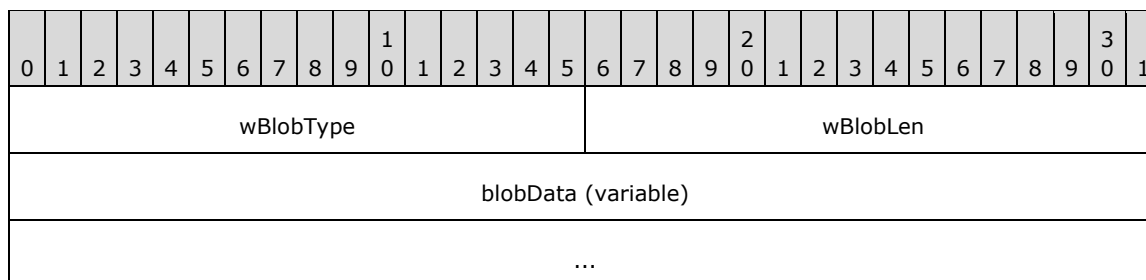 1 2 3
0 1 2 3 4 5 6 7 8 9 0 1 2 3 4 5 6 7 8 9 0 1 2 3 4 5 6 7 8 9 0 1
wBlobType wBlobLen
blobData (variable)
...